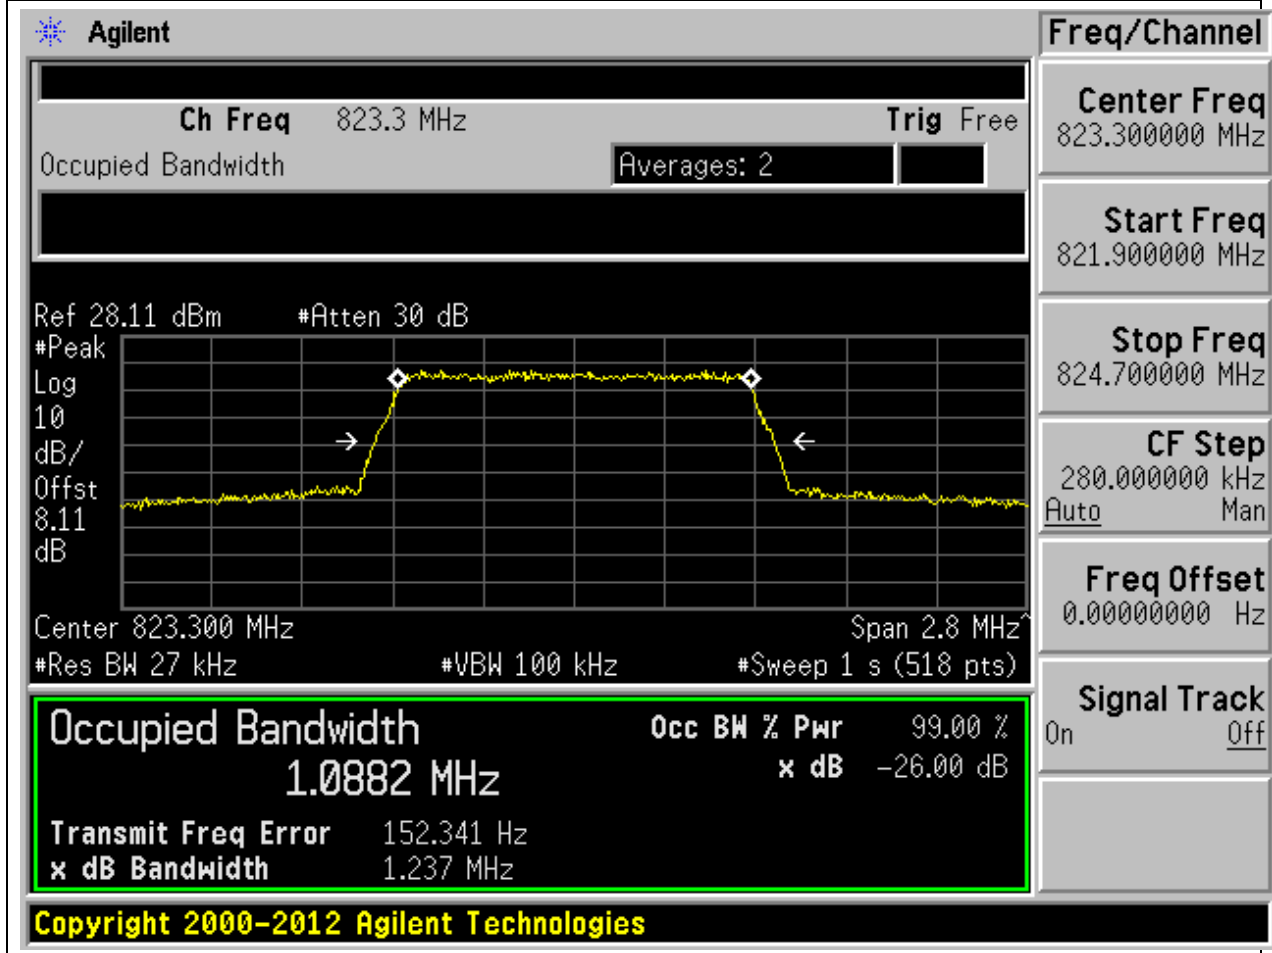 Agilent
Freq/Channel
Ch Freq 823.3 MHz Trig Free
Occupied Bandwidth Averages: 2
Center Freq
823.300000 MHz
Start Freq
821.900000 MHz
Stop Freq
824.700000 MHz
CF Step
280.000000 kHz
Auto Man
Freq Offset
0.00000000 Hz
Signal Track
On Off
Ref 28.11 dBm #Atten 30 dB
#Peak
Log
10
dB/
Offst
8.11
dB
Center 823.300 MHz Span 2.8 MHz^
#Res BW 27 kHz #VBW 100 kHz #Sweep 1 s (518 pts)
Occupied Bandwidth Occ BW % Pwr 99.00 %
1.0882 MHz x dB -26.00 dB
Transmit Freq Error 152.341 Hz
x dB Bandwidth 1.237 MHz
Copyright 2000-2012 Agilent Technologies